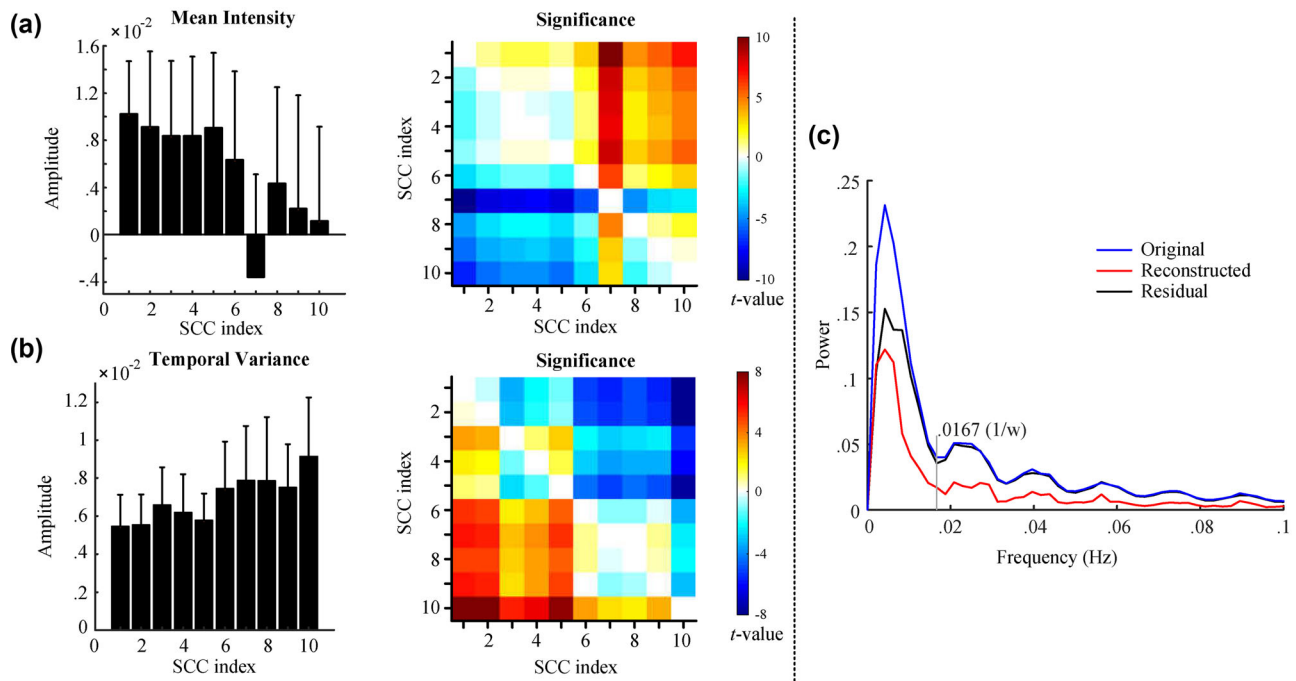 (a)
Mean Intensity
×10-2
1.6
1.2
.8
.4
0
-.4
Amplitude
0 2 4 6 8 10
SCC index
Significance
2
4
6
8
10
SCC index
2 4 6 8 10
SCC index
10
5
0
-5
-10
t-value
(b)
Temporal Variance
×10-2
1.2
1
.8
.6
.4
.2
0
Amplitude
0 2 4 6 8 10
SCC index
Significance
2
4
6
8
10
SCC index
2 4 6 8 10
SCC index
8
4
0
-4
-8
t-value
(c)
.25
.2
.15
.1
.05
0
Power
Original
Reconstructed
Residual
.0167 (1/w)
0 .02 .04 .06 .08 .1
Frequency (Hz)